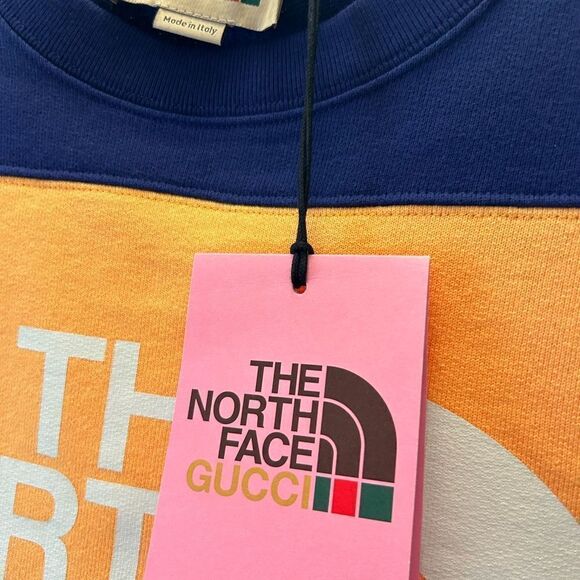 Made in Italy
THE
NORTH
FACE
GUCCI
TH
RT